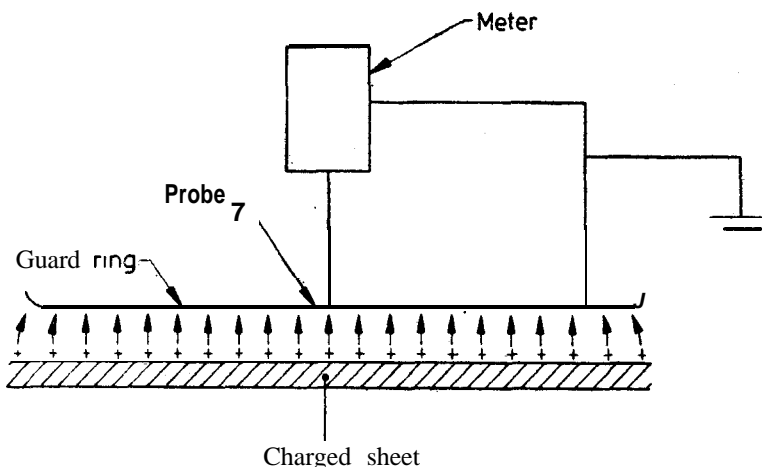 Meter
Probe 7
Guard ring
+ + + + + + + + + + + + + + + + + + + +
Charged sheet